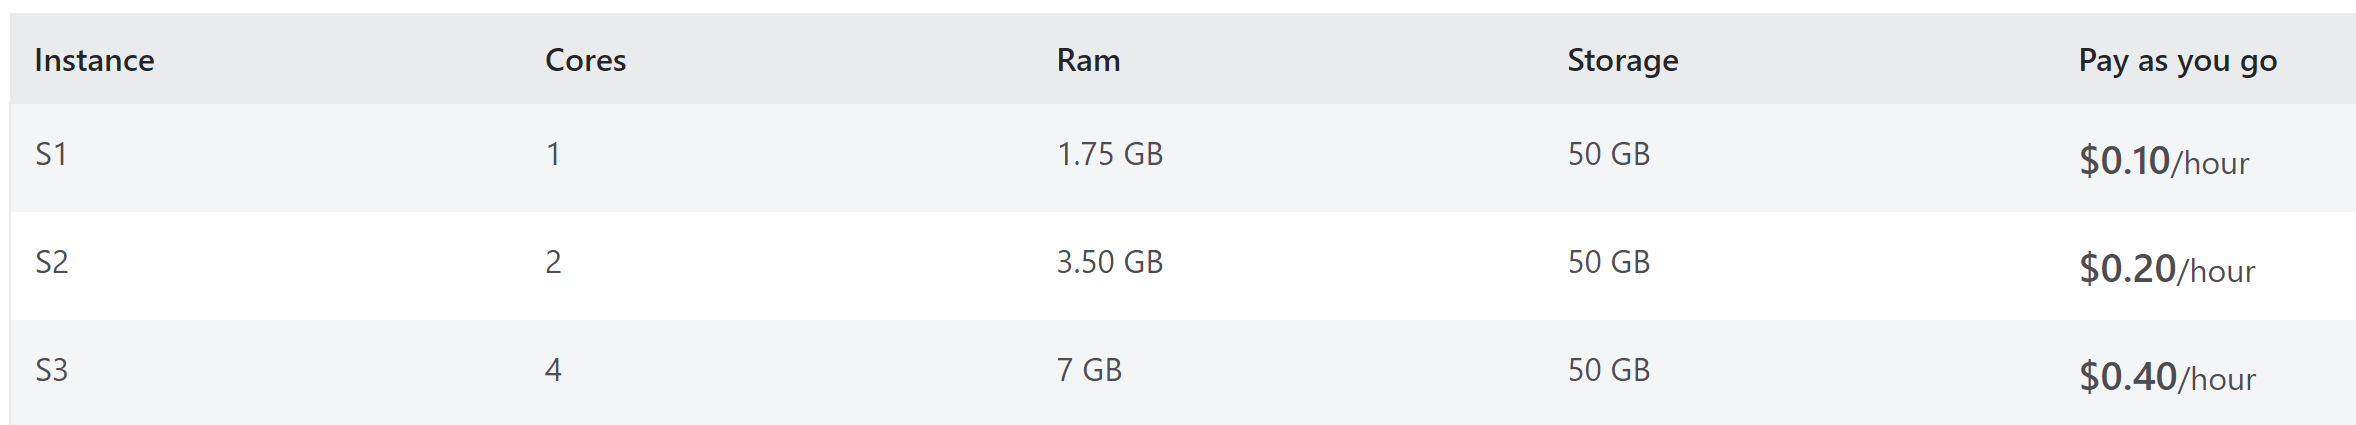 Instance Cores Ram Storage Pay as you go
S1 1 1.75 GB 50 GB $0.10/hour
S2 2 3.50 GB 50 GB $0.20/hour
S3 4 7 GB 50 GB $0.40/hour